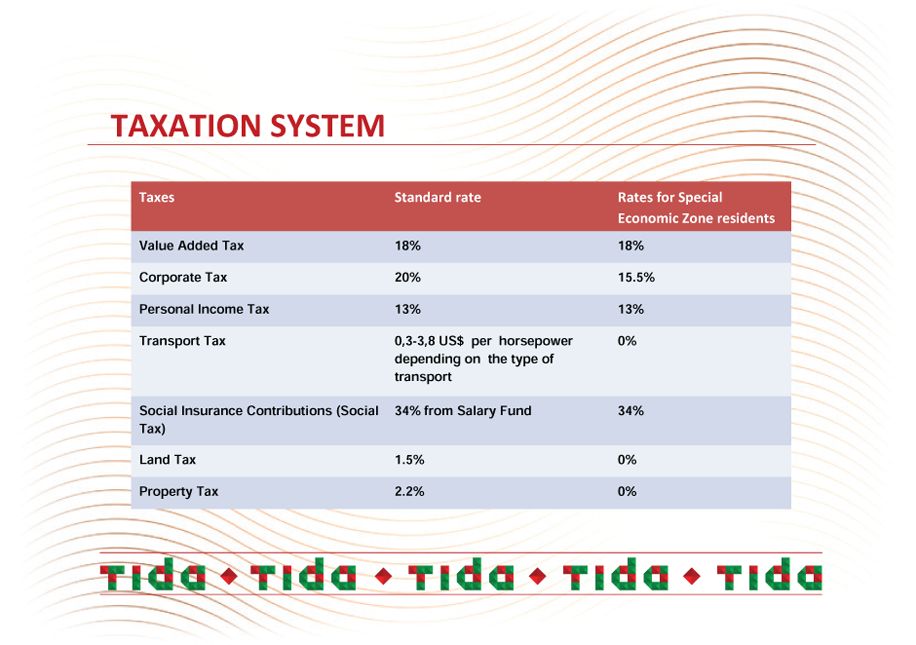 TAXATION SYSTEM
Taxes Standard rate Rates for Special
Economic Zone residents
Value Added Tax 18% 18%
Corporate Tax 20% 15.5%
Personal Income Tax 13% 13%
Transport Tax 0,3-3,8 US$ per horsepower 0%
depending on the type of
transport
Social Insurance Contributions (Social 34% from Salary Fund 34%
Tax)
Land Tax 1.5% 0%
Property Tax 2.2% 0%
TIDA TIDA TIDA TIDA TIDA